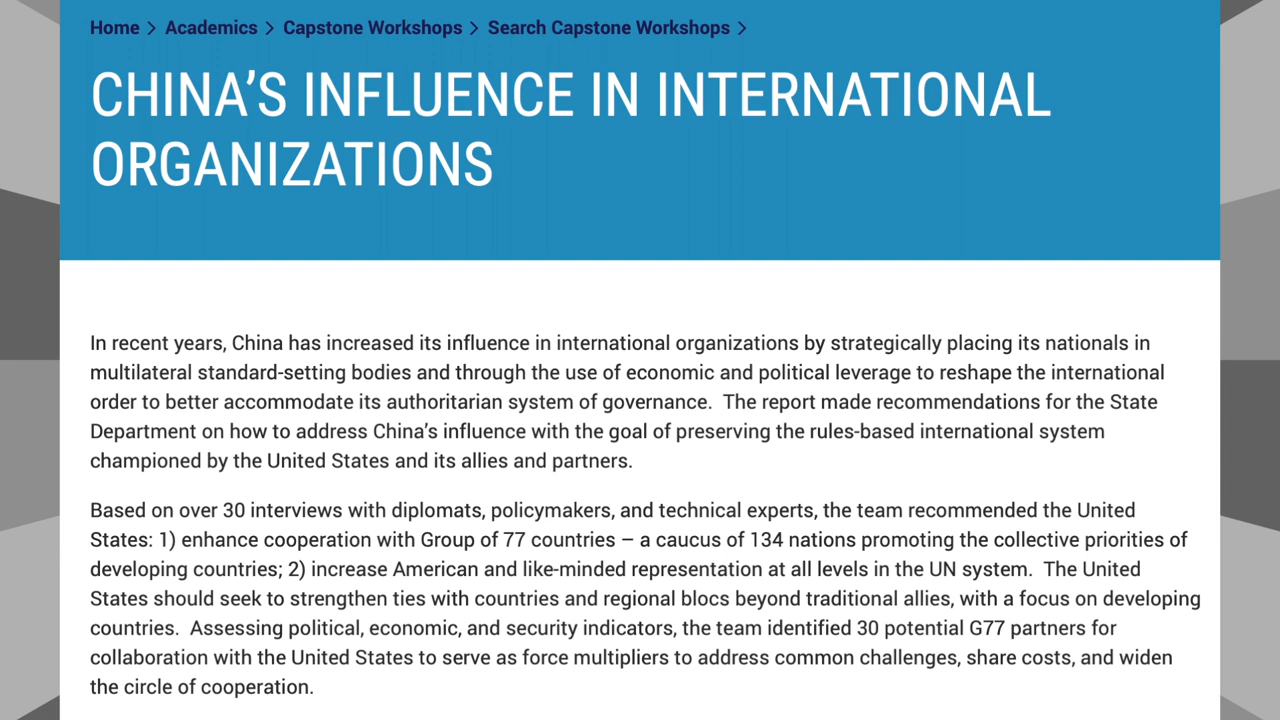 Home > Academics > Capstone Workshops > Search Capstone Workshops >
CHINA’S INFLUENCE IN INTERNATIONAL
ORGANIZATIONS
In recent years, China has increased its influence in international organizations by strategically placing its nationals in
multilateral standard-setting bodies and through the use of economic and political leverage to reshape the international
order to better accommodate its authoritarian system of governance.  The report made recommendations for the State
Department on how to address China’s influence with the goal of preserving the rules-based international system
championed by the United States and its allies and partners.
Based on over 30 interviews with diplomats, policymakers, and technical experts, the team recommended the United
States: 1) enhance cooperation with Group of 77 countries – a caucus of 134 nations promoting the collective priorities of
developing countries; 2) increase American and like-minded representation at all levels in the UN system.  The United
States should seek to strengthen ties with countries and regional blocs beyond traditional allies, with a focus on developing
countries.  Assessing political, economic, and security indicators, the team identified 30 potential G77 partners for
collaboration with the United States to serve as force multipliers to address common challenges, share costs, and widen
the circle of cooperation.